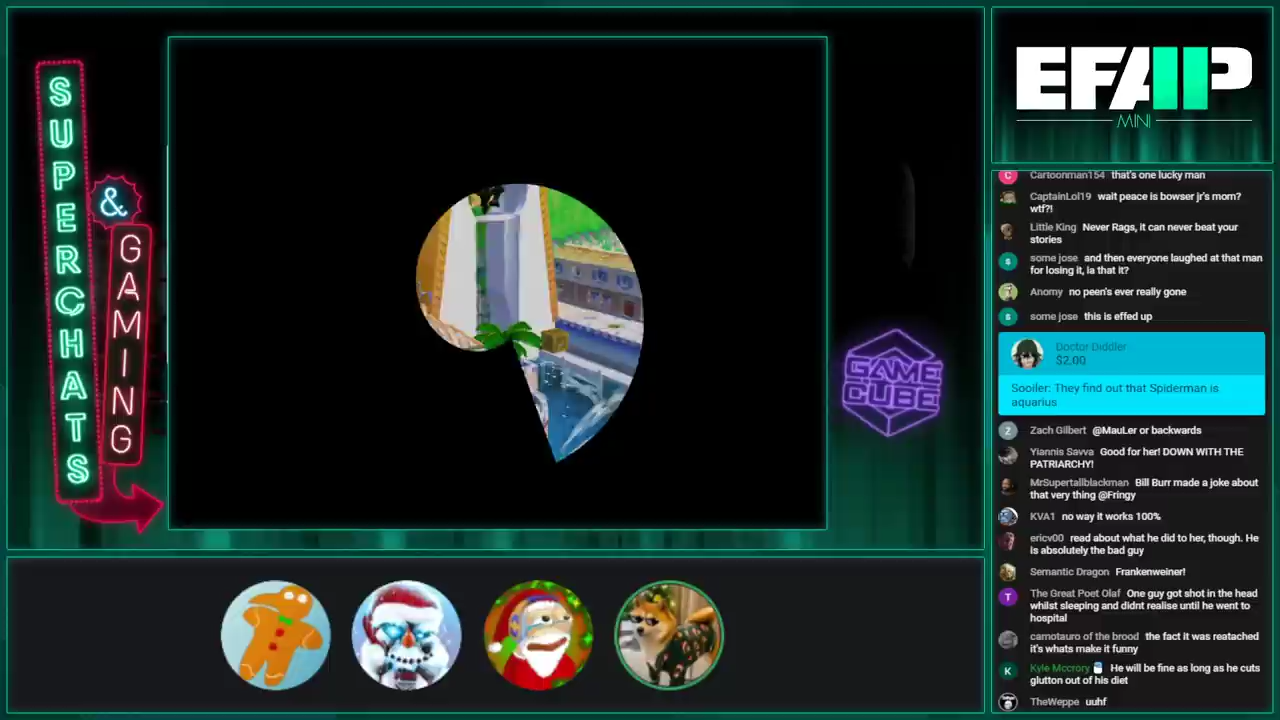 SUPERCHATS
&
GAMING
GAME
CUBE
EFAP
MINI
Cartoonman154 that's one lucky man
CaptainLol19 wait peace is bowser jr's mom?
wtf?!
Little King Never Rags, it can never beat your
stories
some jose and then everyone laughed at that man
for losing it, ia that it?
Anomy no peen's ever really gone
some jose this is effed up
Doctor Diddler
$2.00
Sooiler: They find out that Spiderman is
aquarius
Zach Gilbert @MauLer or backwards
Yiannis Savva Good for her! DOWN WITH THE
PATRIARCHY!
MrSupertallblackman Bill Burr made a joke about
that very thing @Fringy
KVA1 no way it works 100%
ericv00 read about what he did to her, though. He
is absolutely the bad guy
Semantic Dragon Frankenweiner!
The Great Poet Olaf One guy got shot in the head
whilst sleeping and didnt realise until he went to
hospital
carnotauro of the brood the fact it was reatached
it's whats make it funny
Kyle Mccrory He will be fine as long as he cuts
glutton out of his diet
TheWeppe uuhf